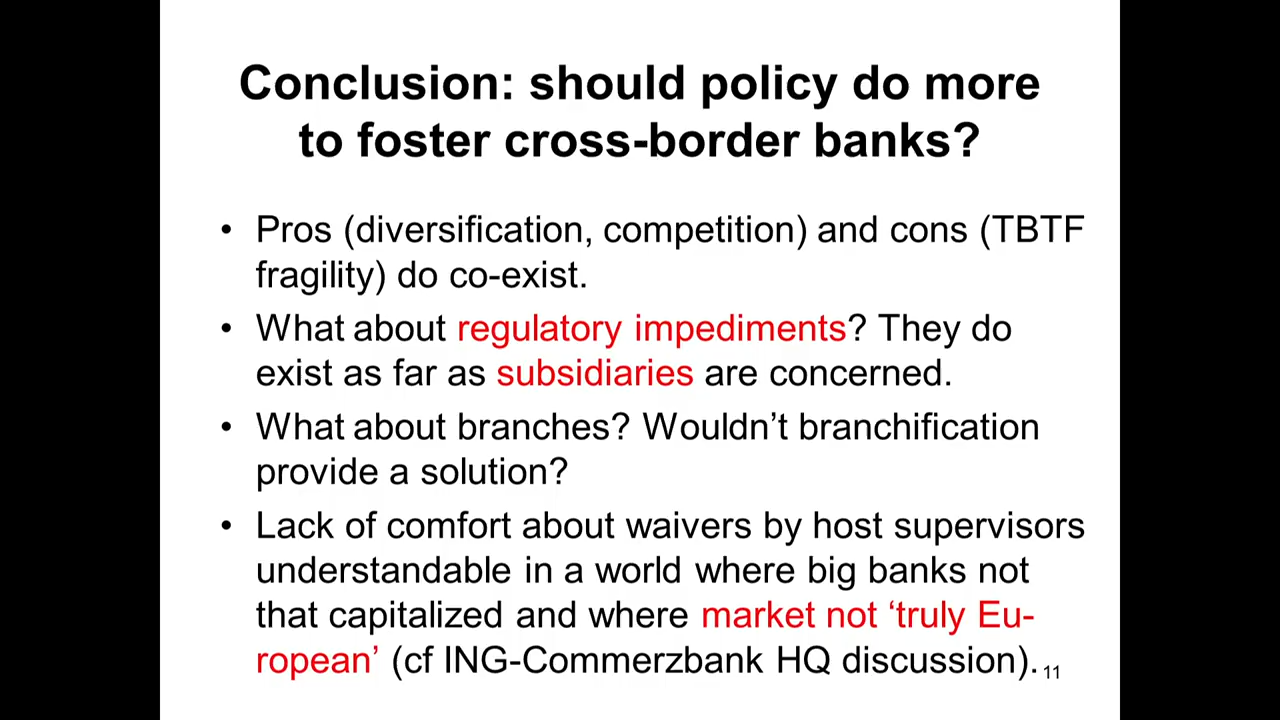 Conclusion: should policy do more
to foster cross-border banks?
• Pros (diversification, competition) and cons (TBTF
fragility) do co-exist.
• What about regulatory impediments? They do
exist as far as subsidiaries are concerned.
• What about branches? Wouldn’t branchification
provide a solution?
• Lack of comfort about waivers by host supervisors
understandable in a world where big banks not
that capitalized and where market not ‘truly Eu-
ropean’ (cf ING-Commerzbank HQ discussion).
11